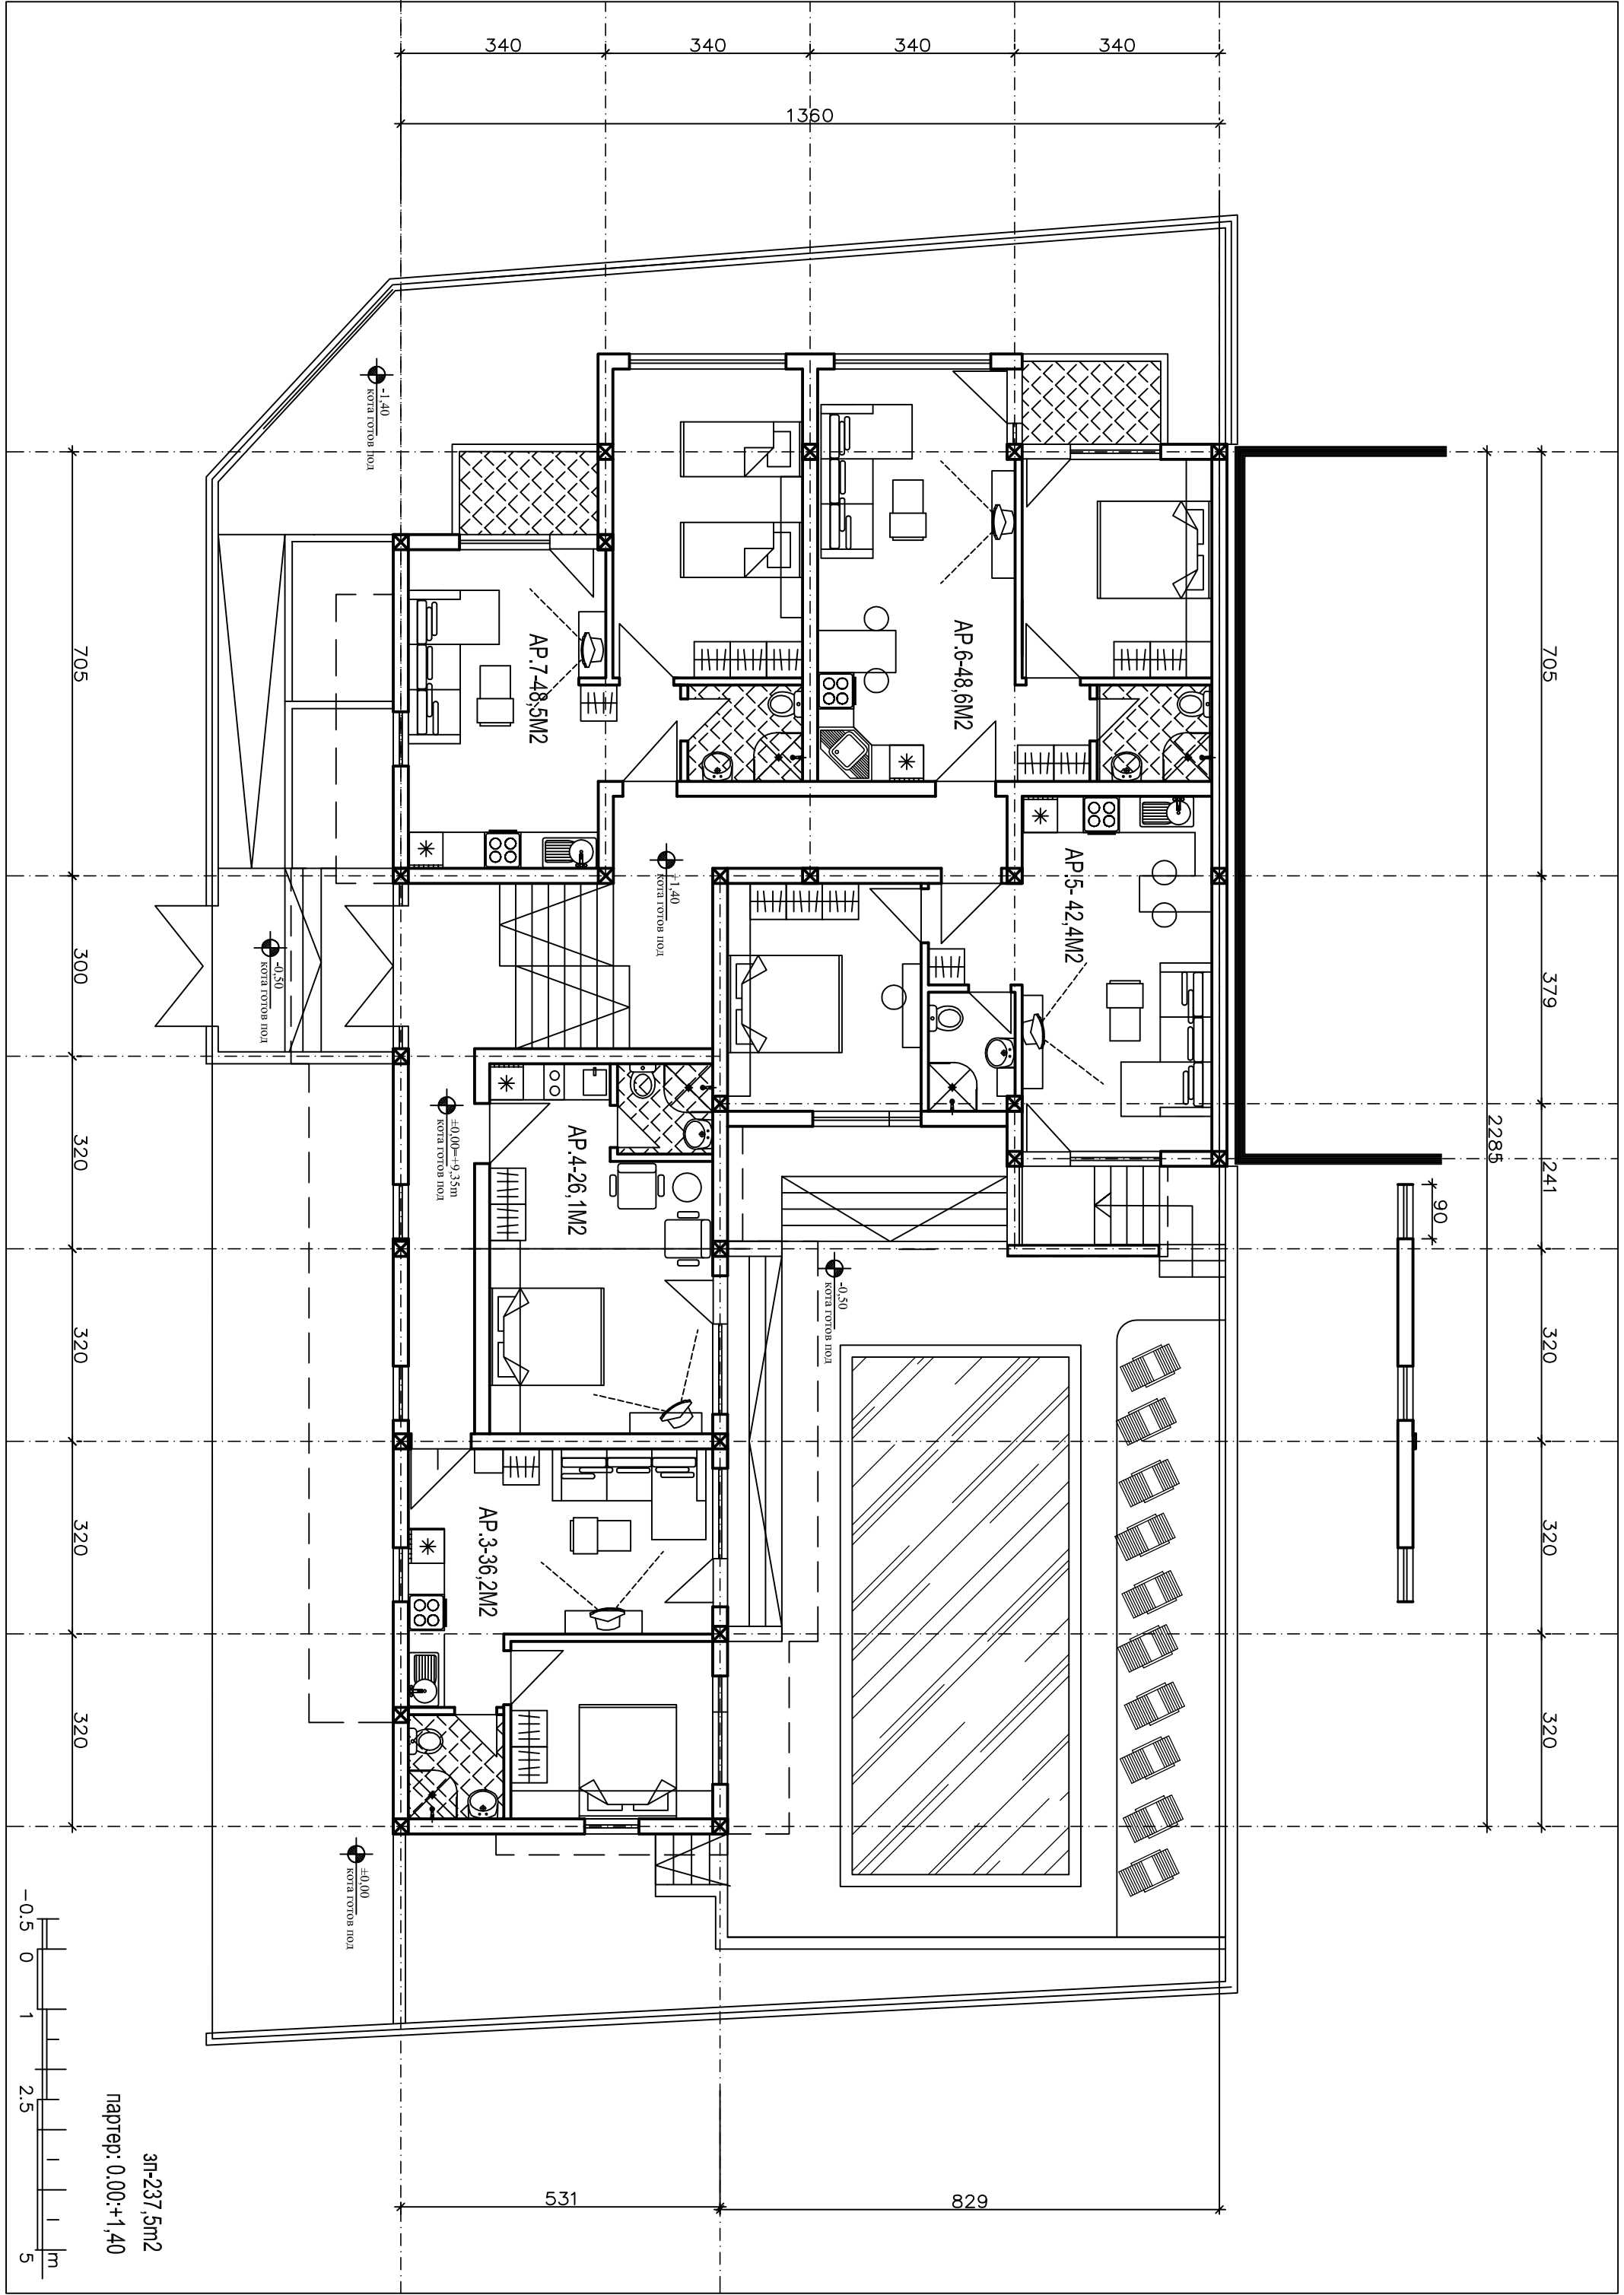 340
340
340
340
1360
705
379
241
320
320
320
2285
90
AP.6-48,6M2
AP.7-48,5M2
AP.5- 42,4M2
AP.4-26,1M2
AP.3-36,2M2
-1,40
кота готов под
+1,40
кота готов под
-0,50
кота готов под
±0,00=+9,35m
кота готов под
-0,50
кота готов под
±0,00
кота готов под
705
300
320
320
320
320
531
829
зп-237,5m2
партер: 0.00:+1,40
-0.5 0 1 2.5 5
m